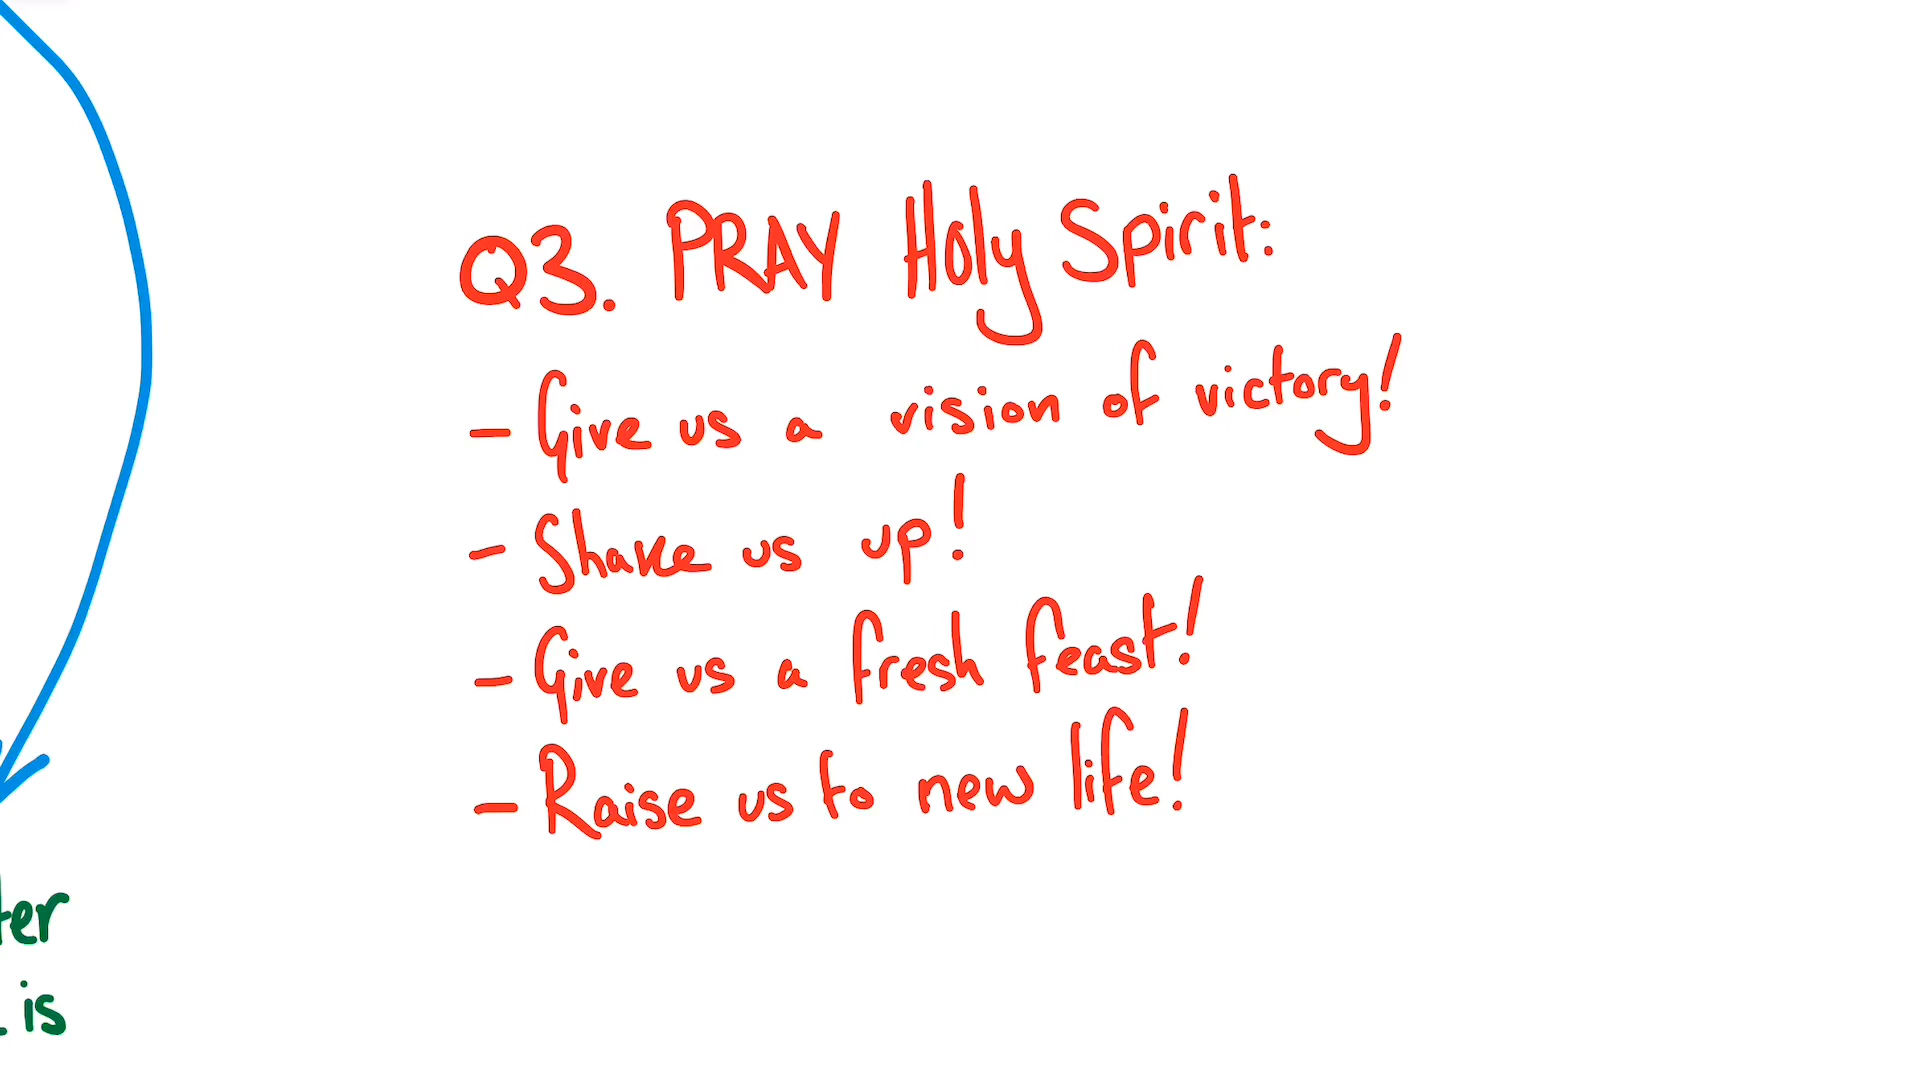 Q3. PRAY Holy Spirit:
- Give us a vision of victory!
- Shake us up!
- Give us a fresh feast!
- Raise us to new life!
is